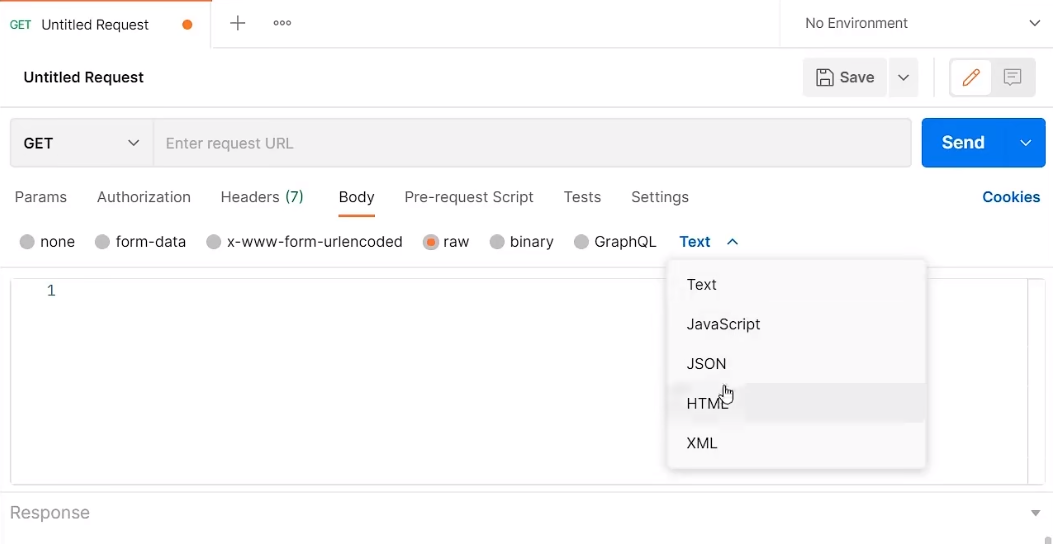 GET Untitled Request No Environment
Untitled Request Save
GET Enter request URL Send
Params Authorization Headers (7) Body Pre-request Script Tests Settings Cookies
none form-data x-www-form-urlencoded raw binary GraphQL Text
1
Text
JavaScript
JSON
HTML
XML
Response